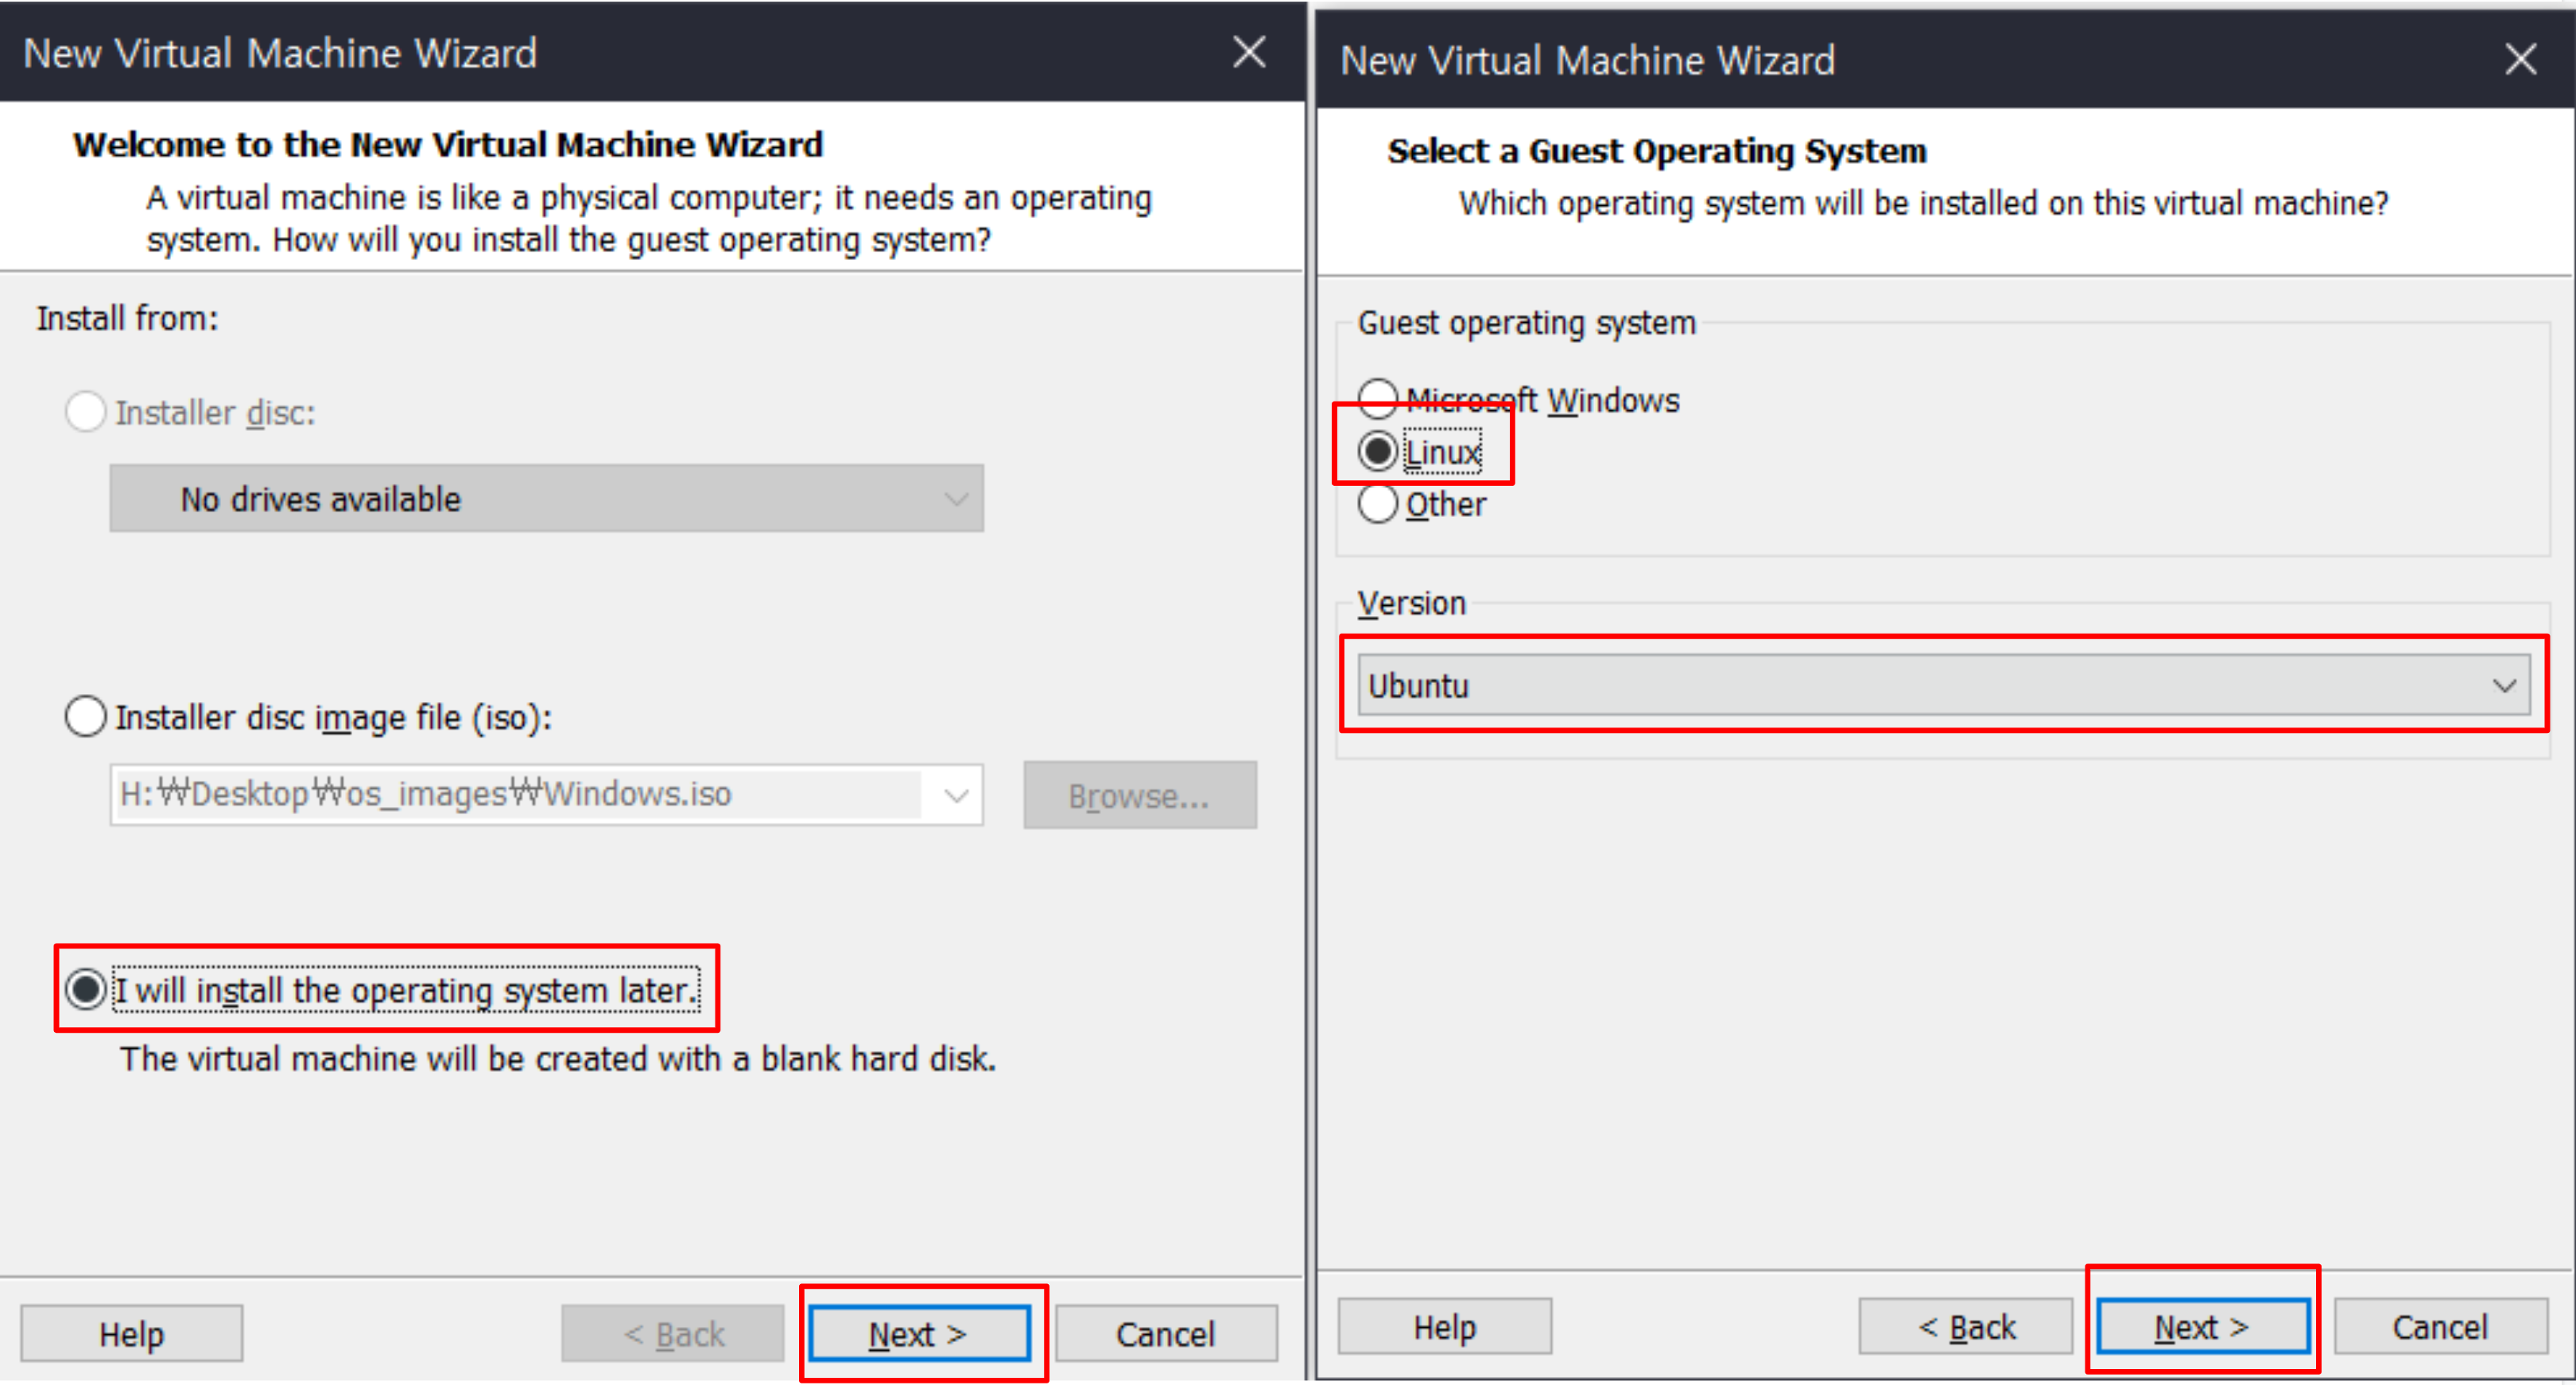 New Virtual Machine Wizard
Welcome to the New Virtual Machine Wizard
A virtual machine is like a physical computer; it needs an operating
system. How will you install the guest operating system?
Install from:
Installer disc:
No drives available
Installer disc image file (iso):
H:₩Desktop₩os_images₩Windows.iso
Browse...
I will install the operating system later.
The virtual machine will be created with a blank hard disk.
Help
< Back
Next >
Cancel
New Virtual Machine Wizard
Select a Guest Operating System
Which operating system will be installed on this virtual machine?
Guest operating system
Microsoft Windows
Linux
Other
Version
Ubuntu
Help
< Back
Next >
Cancel